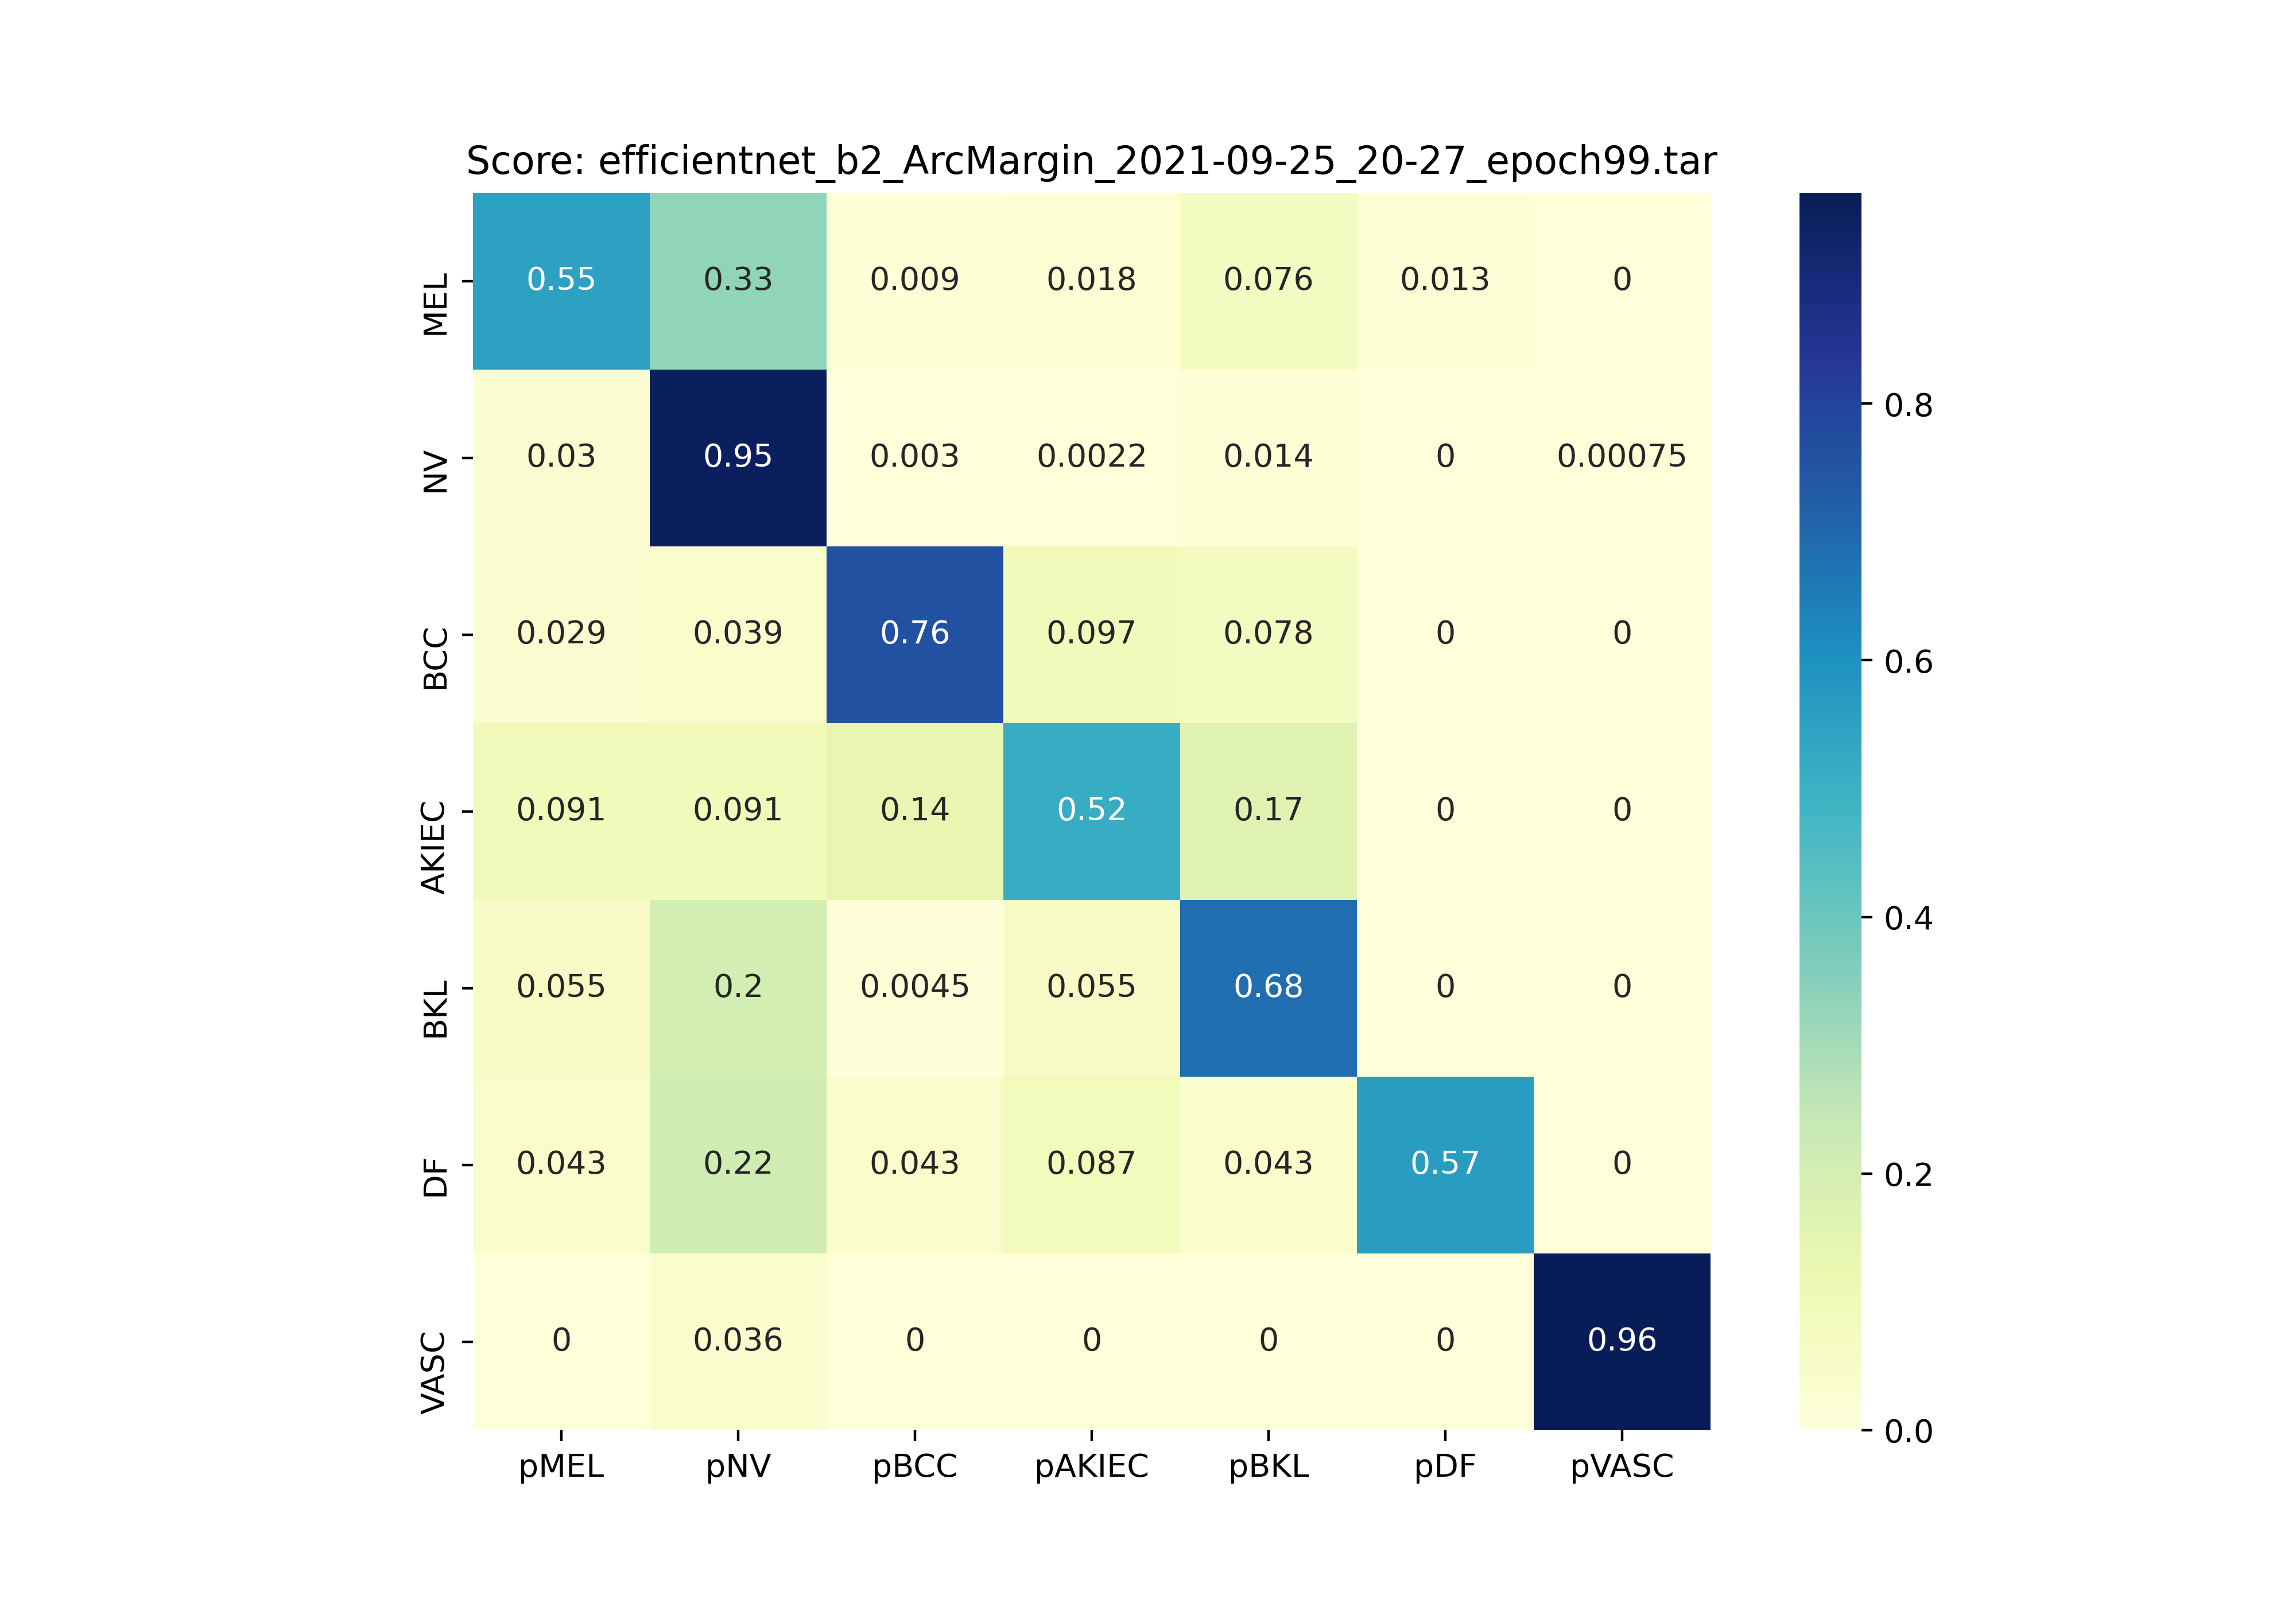 Score: efficientnet_b2_ArcMargin_2021-09-25_20-27_epoch99.tar
MEL 0.55 0.33 0.009 0.018 0.076 0.013 0
NV 0.03 0.95 0.003 0.0022 0.014 0 0.00075
BCC 0.029 0.039 0.76 0.097 0.078 0 0
AKIEC 0.091 0.091 0.14 0.52 0.17 0 0
BKL 0.055 0.2 0.0045 0.055 0.68 0 0
DF 0.043 0.22 0.043 0.087 0.043 0.57 0
VASC 0 0.036 0 0 0 0 0.96
pMEL pNV pBCC pAKIEC pBKL pDF pVASC
0.8
0.6
0.4
0.2
0.0